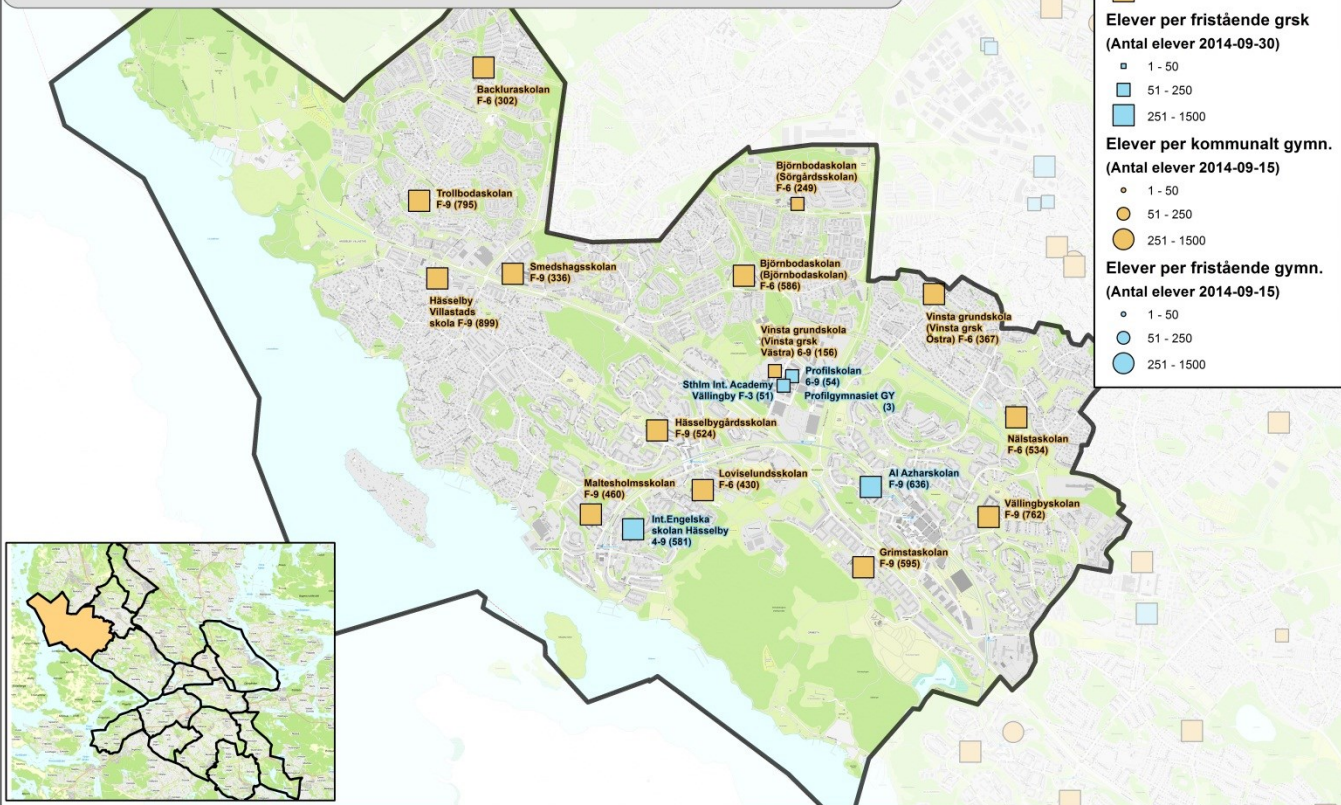 Backluraskolan
F-6 (302)
Trollbodaskolan
F-9 (795)
Smedshagsskolan
F-9 (336)
Hässelby
Villastads
skola F-9 (899)
Björnbodaskolan
(Sörgårdsskolan)
F-6 (249)
Björnbodaskolan
(Björnbodaskolan)
F-6 (586)
Vinsta grundskola
(Vinsta grsk
Östra) F-6 (367)
Vinsta grundskola
(Vinsta grsk
Västra) 6-9 (156)
Profilskolan
6-9 (54)
Sthlm Int. Academy
Vällingby F-3 (51)
Profilgymnasiet GY
(3)
Hässelbygårdsskolan
F-9 (524)
Nälstaskolan
F-6 (534)
Maltesholmsskolan
F-9 (460)
Loviselundsskolan
F-6 (430)
Al Azharskolan
F-9 (636)
Int.Engelska
skolan Hässelby
4-9 (581)
Vällingbyskolan
F-9 (762)
Grimstaskolan
F-9 (595)
Elever per fristående grsk
(Antal elever 2014-09-30)
1 - 50
51 - 250
251 - 1500
Elever per kommunalt gymn.
(Antal elever 2014-09-15)
1 - 50
51 - 250
251 - 1500
Elever per fristående gymn.
(Antal elever 2014-09-15)
1 - 50
51 - 250
251 - 1500